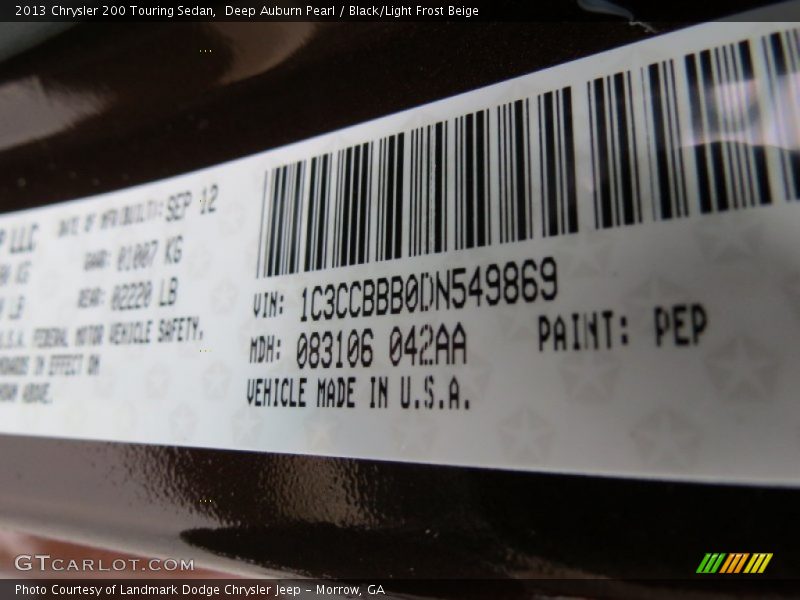 2013 Chrysler 200 Touring Sedan,  Deep Auburn Pearl / Black/Light Frost Beige
P LLC
DATE OF MFR(BUILT): SEP 12
KG
GAWR: 01007 KG
LB
REAR: 02220 LB
U.S.A. FEDERAL MOTOR VEHICLE SAFETY.
IN EFFECT ON
ABOVE.
VIN: 1C3CCBBB0DN549869
MDH: 083106 042AA
PAINT: PEP
VEHICLE MADE IN U.S.A.
GTCARLOT.COM
Photo Courtesy of Landmark Dodge Chrysler Jeep - Morrow, GA